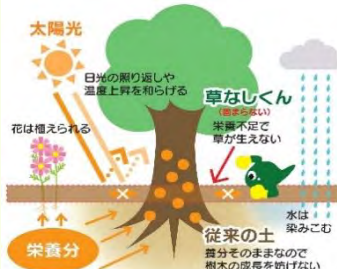 太陽光
日光の照り返しや
温度上昇を和らげる
花は植えられる
草なしくん
(固まらない)
栄養不足で
草が生えない
水は
染みこむ
栄養分
従来の土
養分そのままなので
樹木の成長を妨げない